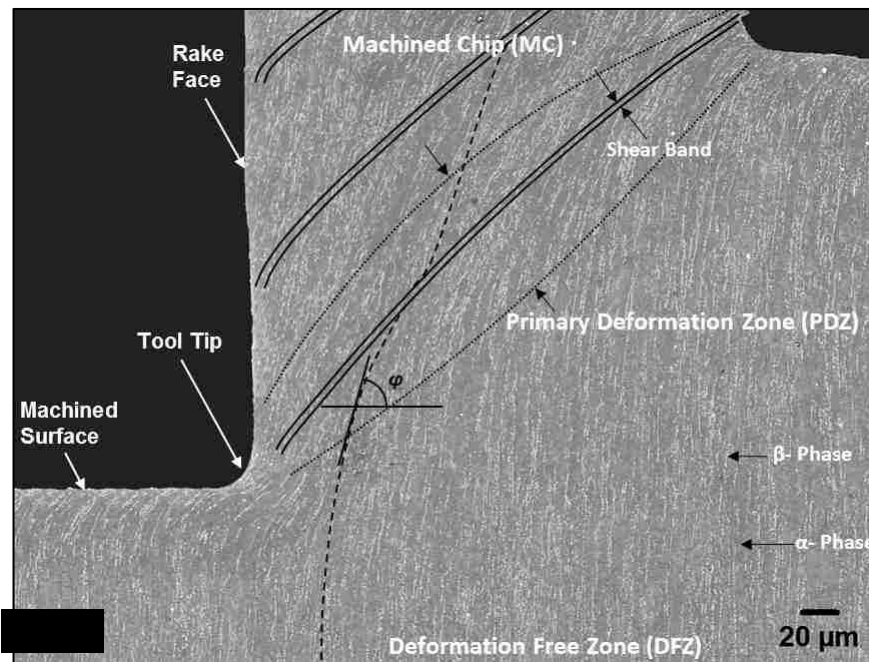 Machined Chip (MC)
Rake
Face
Shear Band
Primary Deformation Zone (PDZ)
Tool Tip
φ
Machined
Surface
β- Phase
α- Phase
20 µm
Deformation Free Zone (DFZ)